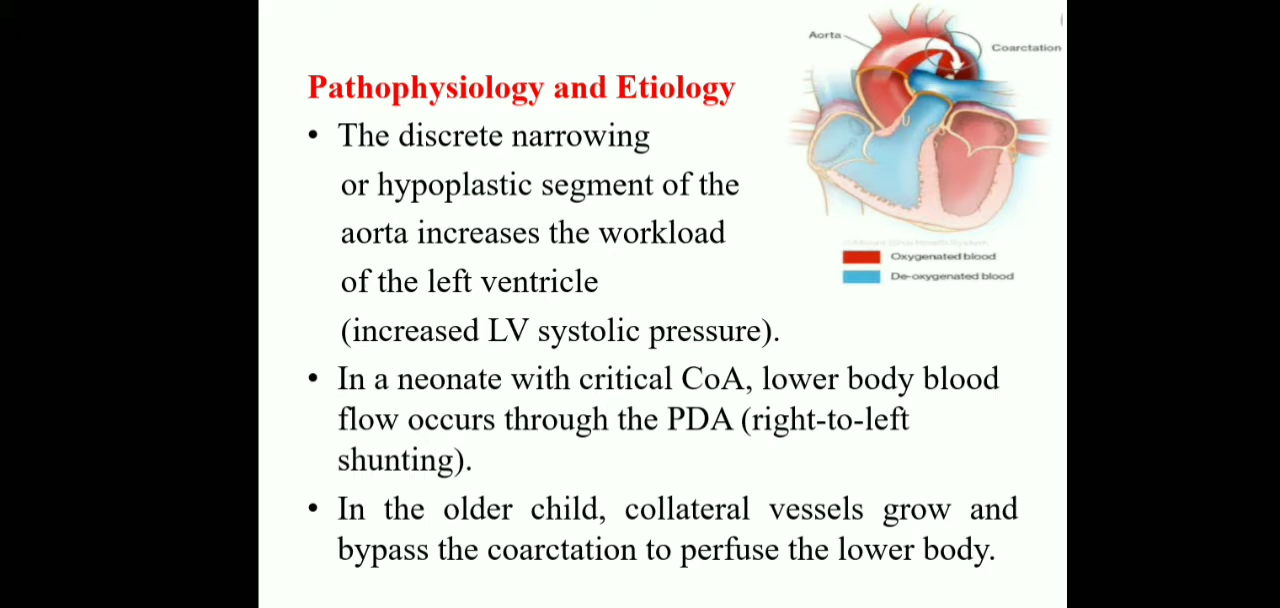 Aorta
Coarctation
Pathophysiology and Etiology
• The discrete narrowing
or hypoplastic segment of the
aorta increases the workload
of the left ventricle
(increased LV systolic pressure).
Oxygenated blood
De-oxygenated blood
• In a neonate with critical CoA, lower body blood
flow occurs through the PDA (right-to-left
shunting).
• In the older child, collateral vessels grow and
bypass the coarctation to perfuse the lower body.